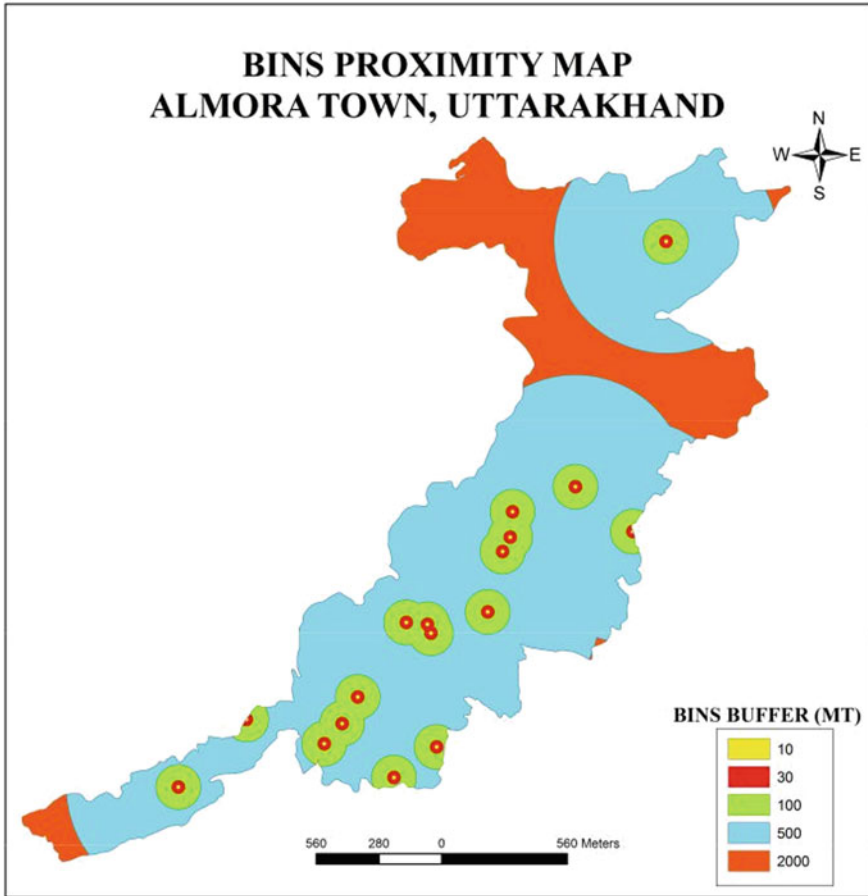 BINS PROXIMITY MAP
ALMORA TOWN, UTTARAKHAND
N
W E
S
BINS BUFFER (MT)
10
30
100
500
2000
560 280 0 560 Meters